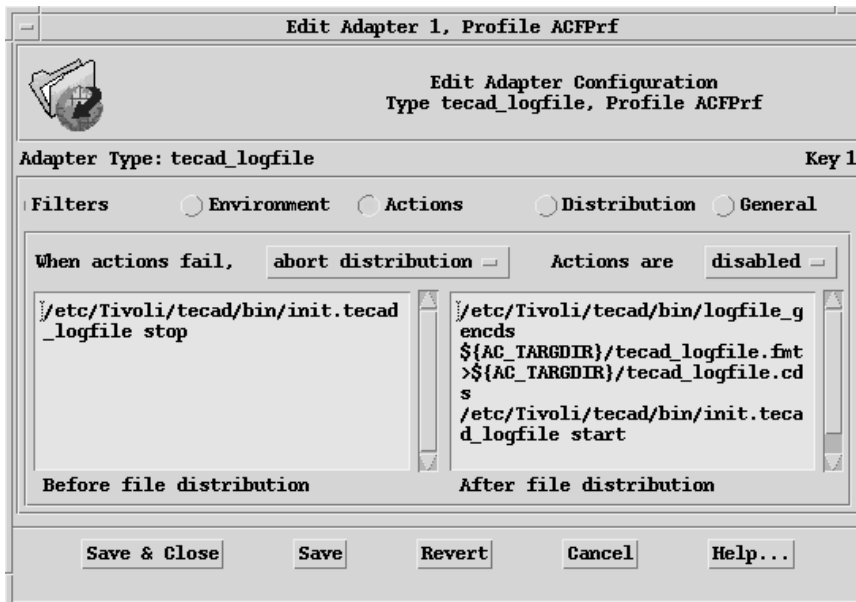 Edit Adapter 1, Profile ACFPrf
Edit Adapter Configuration
Type tecad_logfile, Profile ACFPrf
Adapter Type: tecad_logfile Key 1
Filters Environment Actions Distribution General
When actions fail, abort distribution Actions are disabled
/etc/Tivoli/tecad/bin/init.tecad
_logfile stop
/etc/Tivoli/tecad/bin/logfile_g
encds
${AC_TARGDIR}/tecad_logfile.fmt
>${AC_TARGDIR}/tecad_logfile.cd
s
/etc/Tivoli/tecad/bin/init.teca
d_logfile start
Before file distribution After file distribution
Save & Close Save Revert Cancel Help...